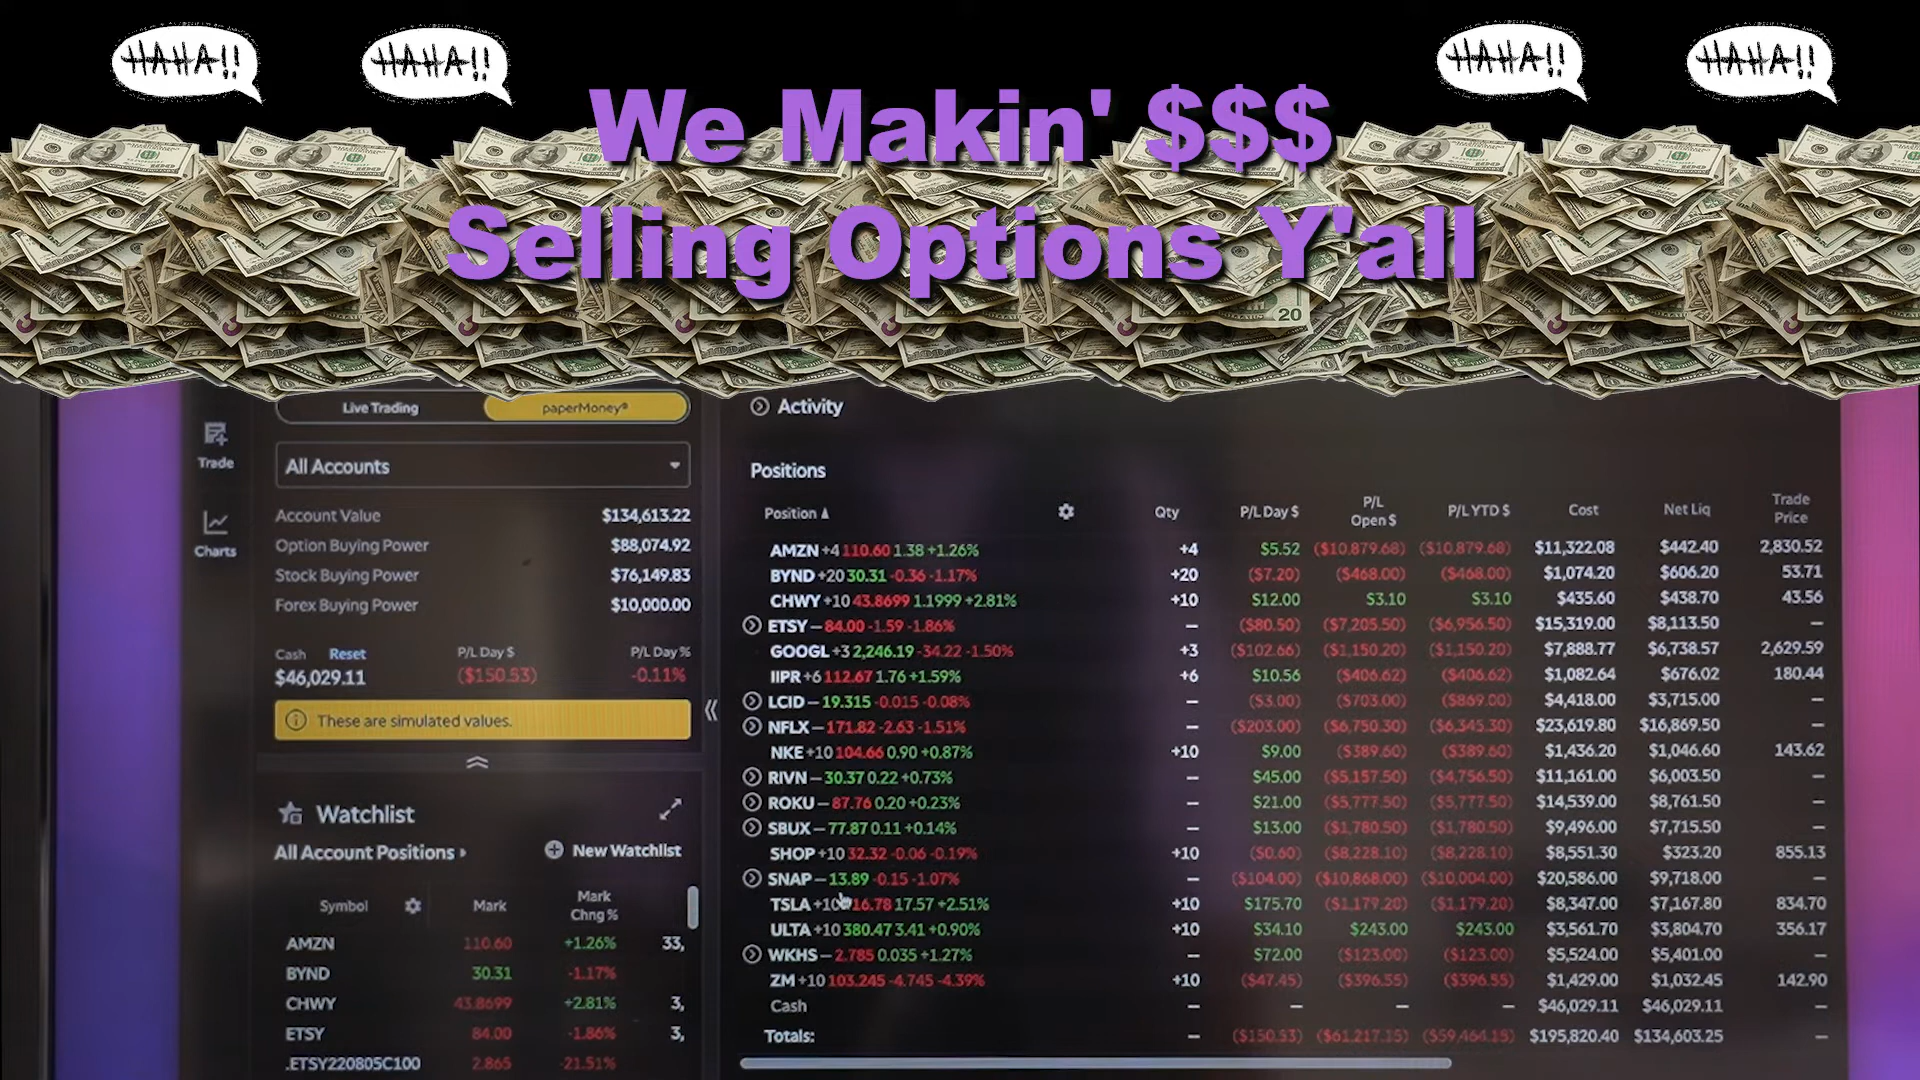 HAHA!! HAHA!! HAHA!! HAHA!!
We Makin' $$$
Selling Options Y'all
20
Live Trading paperMoney®
Activity
Trade
All Accounts
Positions
Account Value $134,613.22
Option Buying Power $88,074.92
Stock Buying Power $76,149.83
Forex Buying Power $10,000.00
Charts
Cash Reset P/L Day $ P/L Day %
$46,029.11 ($150.53) -0.11%
These are simulated values.
Watchlist
All Account Positions New Watchlist
Symbol Mark Mark Chng %
AMZN 110.60 +1.26% 33,
BYND 30.31 -1.17%
CHWY 43.8699 +2.81% 3,
ETSY 84.00 -1.86% 3,
.ETSY220805C100 2.865 -21.51%
Position Qty P/L Day $ P/L Open $ P/L YTD $ Cost Net Liq Trade Price
AMZN +4 110.60 1.38 +1.26% +4 $5.52 ($10,879.68) ($10,879.68) $11,322.08 $442.40 2,830.52
BYND +20 30.31 -0.36 -1.17% +20 ($7.20) ($468.00) ($468.00) $1,074.20 $606.20 53.71
CHWY +10 43.8699 1.1999 +2.81% +10 $12.00 $3.10 $3.10 $435.60 $438.70 43.56
ETSY — 84.00 -1.59 -1.86% — ($80.50) ($7,205.50) ($6,956.50) $15,319.00 $8,113.50 —
GOOGL +3 2,246.19 -34.22 -1.50% +3 ($102.66) ($1,150.20) ($1,150.20) $7,888.77 $6,738.57 2,629.59
IIPR +6 112.67 1.76 +1.59% +6 $10.56 ($406.62) ($406.62) $1,082.64 $676.02 180.44
LCID — 19.315 -0.015 -0.08% — ($3.00) ($703.00) ($869.00) $4,418.00 $3,715.00 —
NFLX — 171.82 -2.63 -1.51% — ($203.00) ($6,750.30) ($6,345.30) $23,619.80 $16,869.50 —
NKE +10 104.66 0.90 +0.87% +10 $9.00 ($389.60) ($389.60) $1,436.20 $1,046.60 143.62
RIVN — 30.37 0.22 +0.73% — $45.00 ($5,157.50) ($4,756.50) $11,161.00 $6,003.50 —
ROKU — 87.76 0.20 +0.23% — $21.00 ($5,777.50) ($5,777.50) $14,539.00 $8,761.50 —
SBUX — 77.87 0.11 +0.14% — $13.00 ($1,780.50) ($1,780.50) $9,496.00 $7,715.50 —
SHOP +10 32.32 -0.06 -0.19% +10 ($0.60) ($8,228.10) ($8,228.10) $8,551.30 $323.20 855.13
SNAP — 13.89 -0.15 -1.07% — ($104.00) ($10,868.00) ($10,004.00) $20,586.00 $9,718.00 —
TSLA +10 16.78 17.57 +2.51% +10 $175.70 ($1,179.20) ($1,179.20) $8,347.00 $7,167.80 834.70
ULTA +10 380.47 3.41 +0.90% +10 $34.10 $243.00 $243.00 $3,561.70 $3,804.70 356.17
WKHS — 2.785 0.035 +1.27% — $72.00 ($123.00) ($123.00) $5,524.00 $5,401.00 —
ZM +10 103.245 -4.745 -4.39% +10 ($47.45) ($396.55) ($396.55) $1,429.00 $1,032.45 142.90
Cash — — — — $46,029.11 $46,029.11 —
Totals: — ($150.53) ($61,217.15) ($59,464.15) $195,820.40 $134,603.25 —